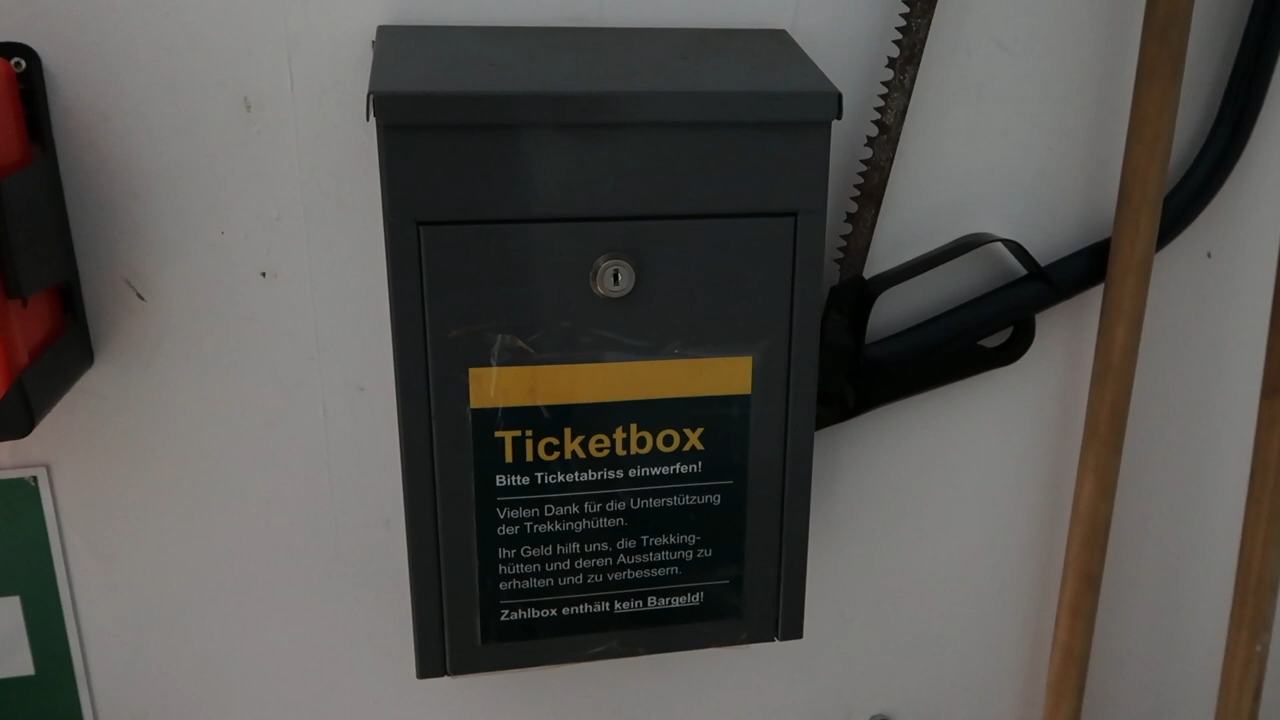 Ticketbox
Bitte Ticketabriss einwerfen!
Vielen Dank für die Unterstützung
der Trekkinghütten.
Ihr Geld hilft uns, die Trekking-
hütten und deren Ausstattung zu
erhalten und zu verbessern.
Zahlbox enthält kein Bargeld!